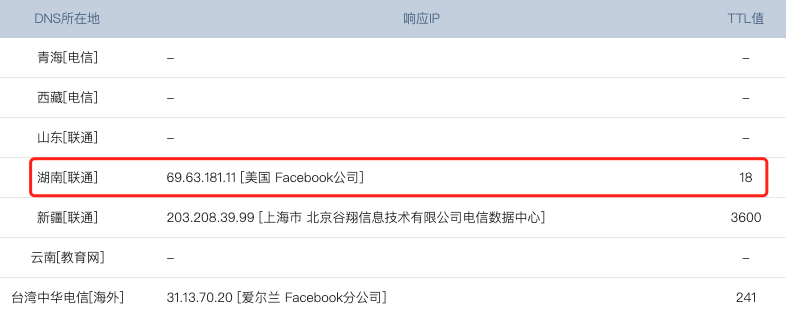 DNS所在地 响应IP TTL值
青海[电信] – –
西藏[电信] – –
山东[联通] – –
湖南[联通] 69.63.181.11 [美国 Facebook公司] 18
新疆[联通] 203.208.39.99 [上海市 北京谷翔信息技术有限公司电信数据中心] 3600
云南[教育网] – –
台湾中华电信[海外] 31.13.70.20 [爱尔兰 Facebook分公司] 241